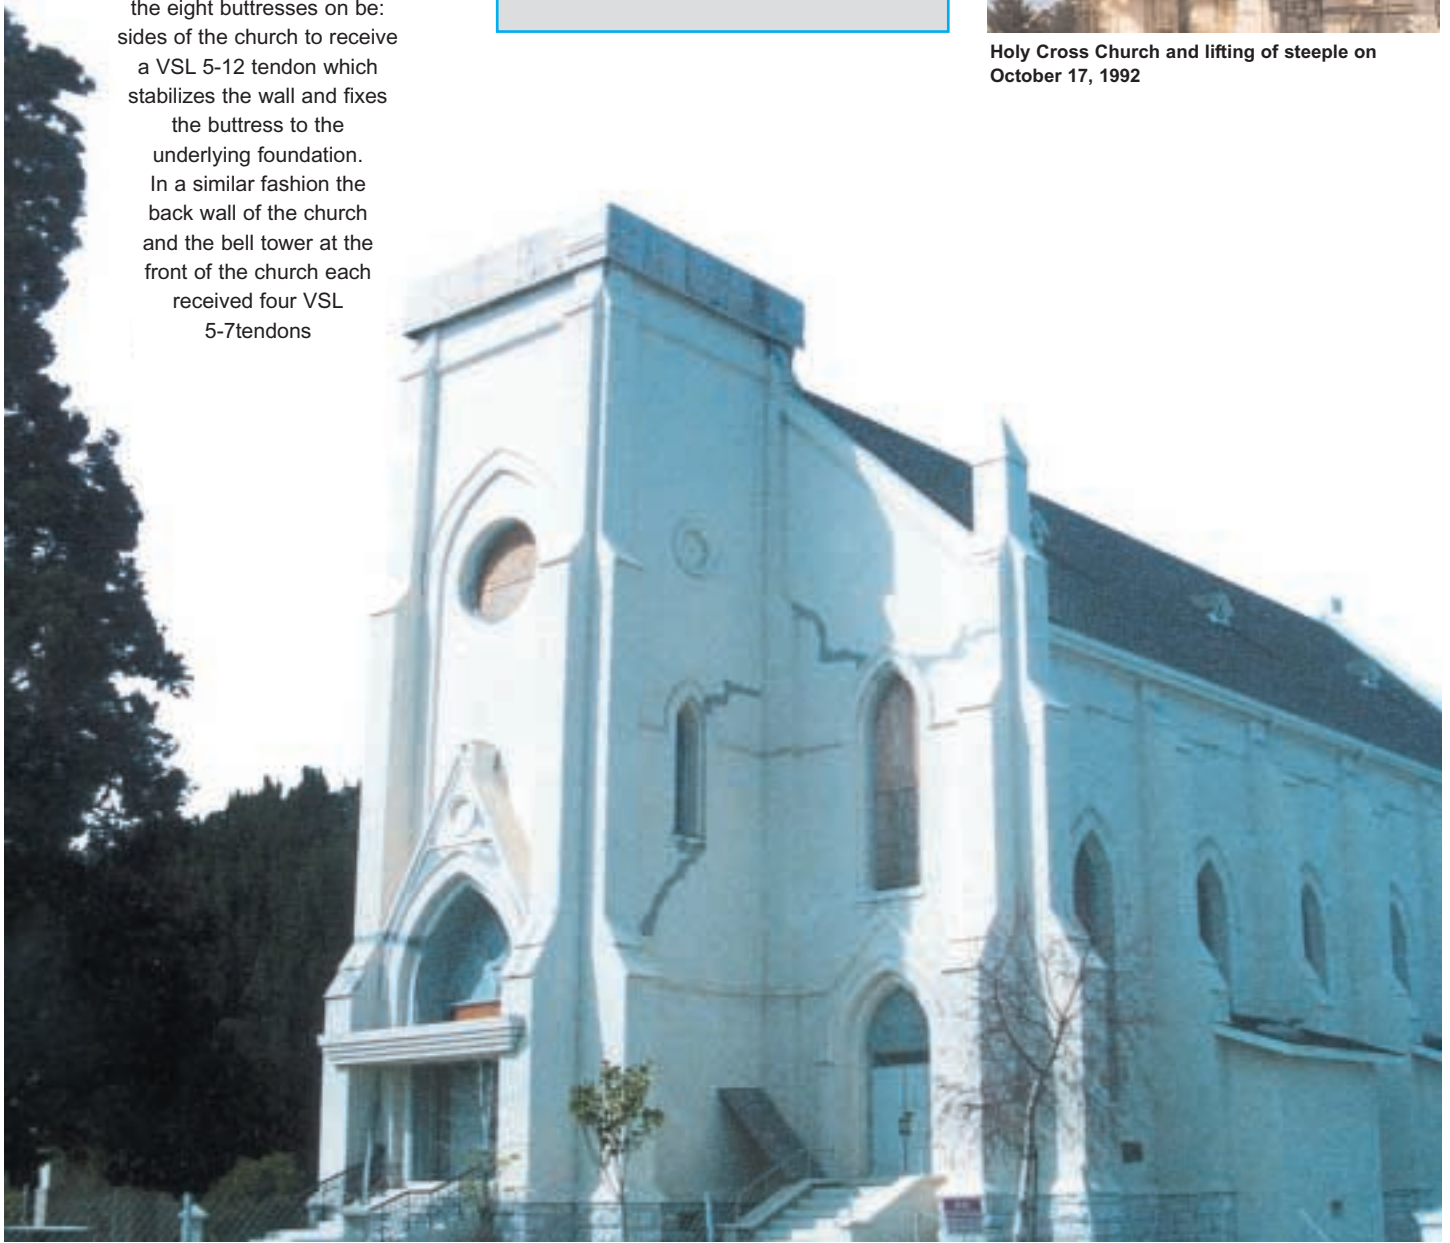 the eight buttresses on be:
sides of the church to receive
a VSL 5-12 tendon which
stabilizes the wall and fixes
the buttress to the
underlying foundation.
In a similar fashion the
back wall of the church
and the bell tower at the
front of the church each
received four VSL
5-7tendons
Holy Cross Church and lifting of steeple on
October 17, 1992